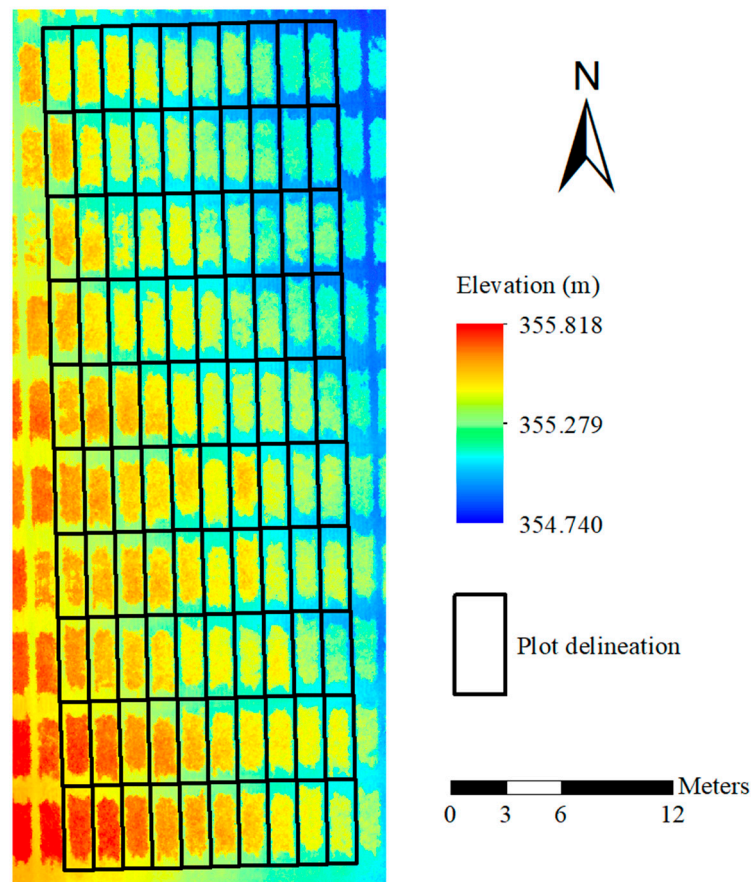 N
Elevation (m)
355.818
355.279
354.740
Plot delineation
Meters
0 3 6 12